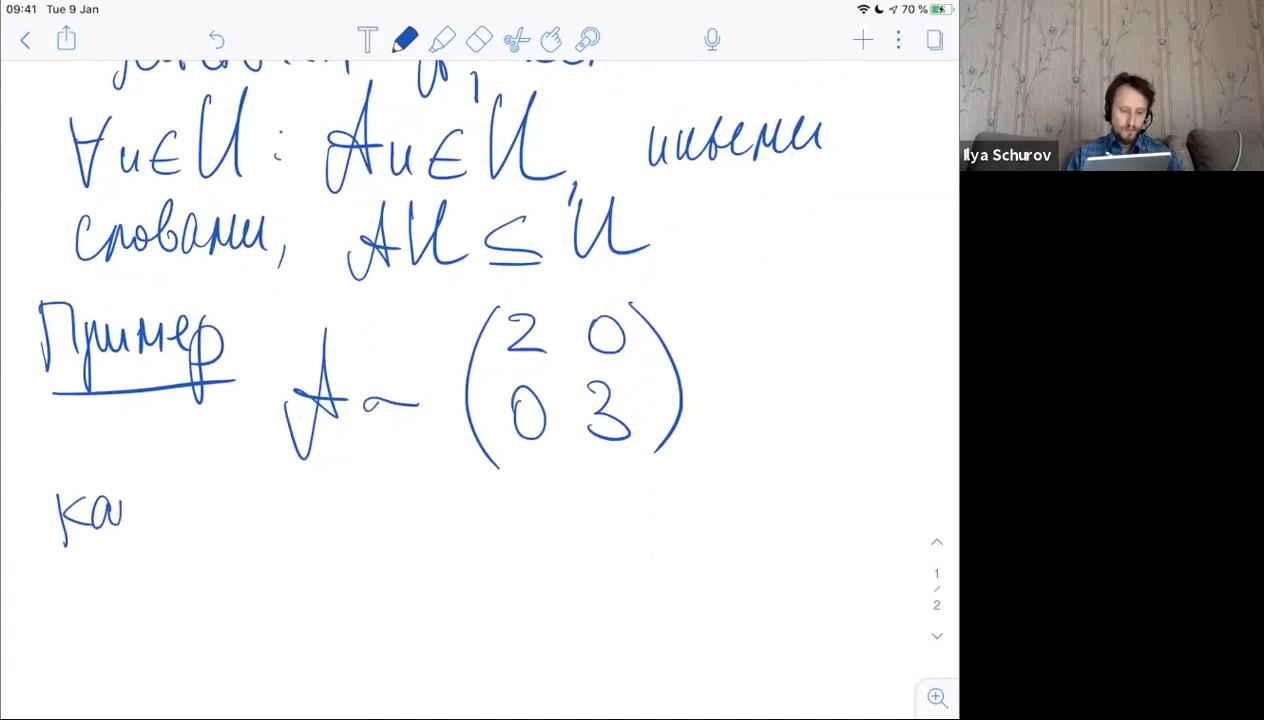 09:41 Tue 9 Jan
70 %
∀u∈U : Au∈U, иными
словами, AU ⊆ U
Пример
A ~ (2 0
0 3)
ка
1
/
2
Ilya Schurov